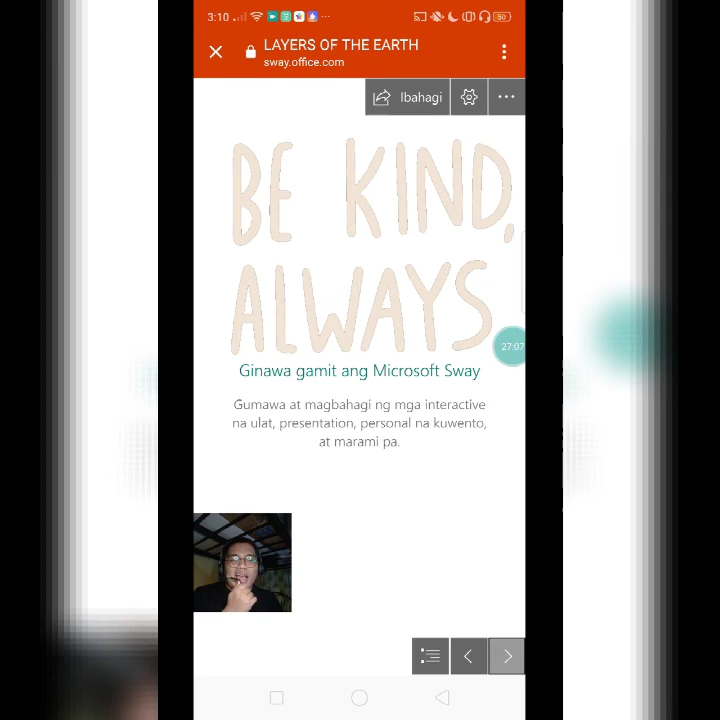 3:10
50
LAYERS OF THE EARTH
sway.office.com
Ibahagi
BE KIND,
ALWAYS
27:07
Ginawa gamit ang Microsoft Sway
Gumawa at magbahagi ng mga interactive
na ulat, presentation, personal na kuwento,
at marami pa.